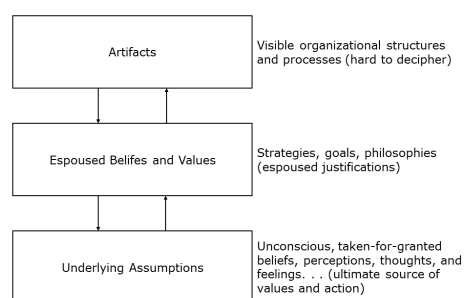 Artifacts
Visible organizational structures
and processes (hard to decipher)
Espoused Belifes and Values
Strategies, goals, philosophies
(espoused justifications)
Underlying Assumptions
Unconscious, taken-for-granted
beliefs, perceptions, thoughts, and
feelings. . . (ultimate source of
values and action)